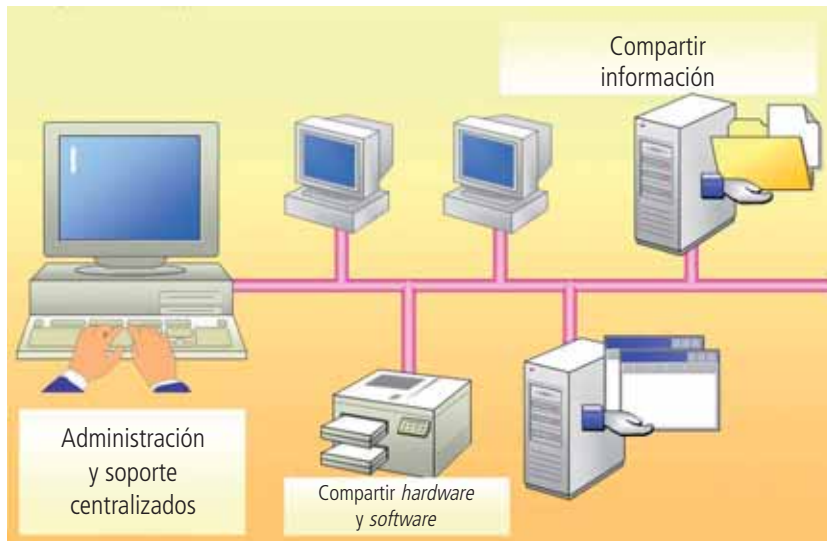 Compartir
información
Administración
y soporte
centralizados
Compartir hardware
y software